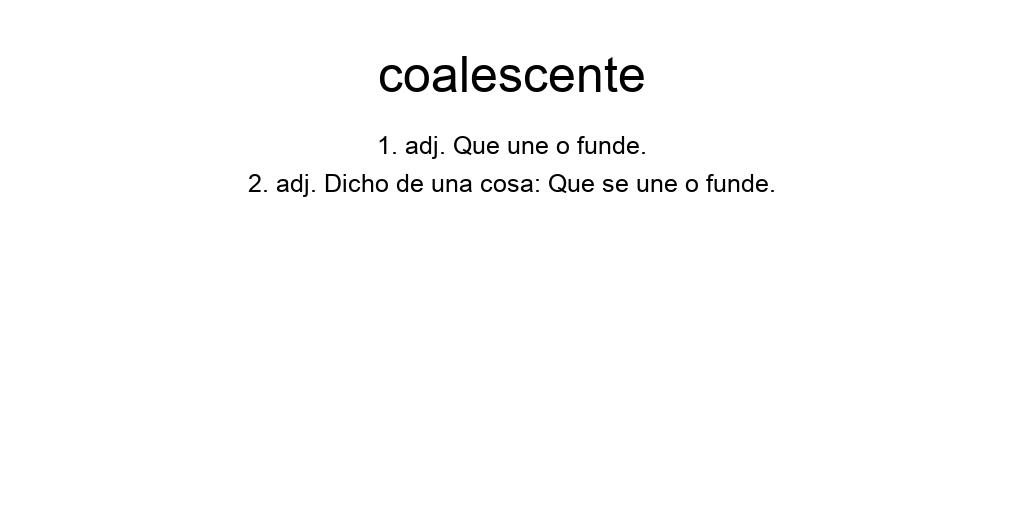 coalescente
1. adj. Que une o funde.
2. adj. Dicho de una cosa: Que se une o funde.